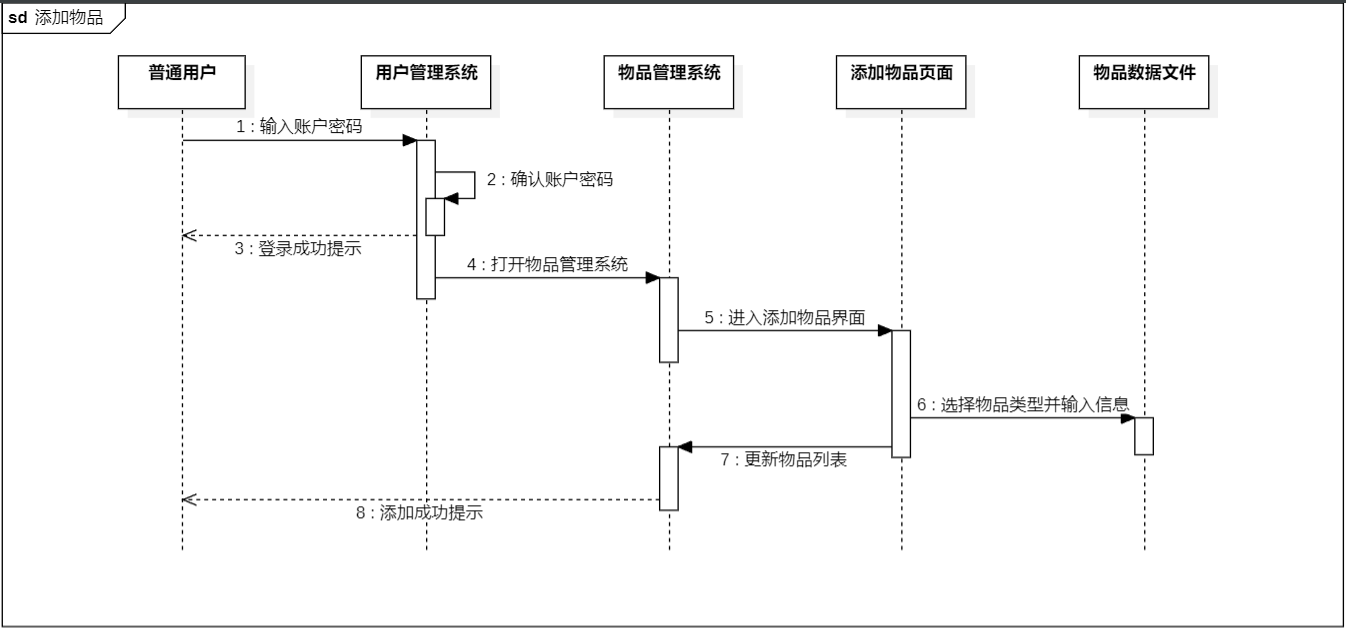 sd 添加物品
普通用户 用户管理系统 物品管理系统 添加物品页面 物品数据文件
1 : 输入账户密码
2 : 确认账户密码
3 : 登录成功提示
4 : 打开物品管理系统
5 : 进入添加物品界面
6 : 选择物品类型并输入信息
7 : 更新物品列表
8 : 添加成功提示